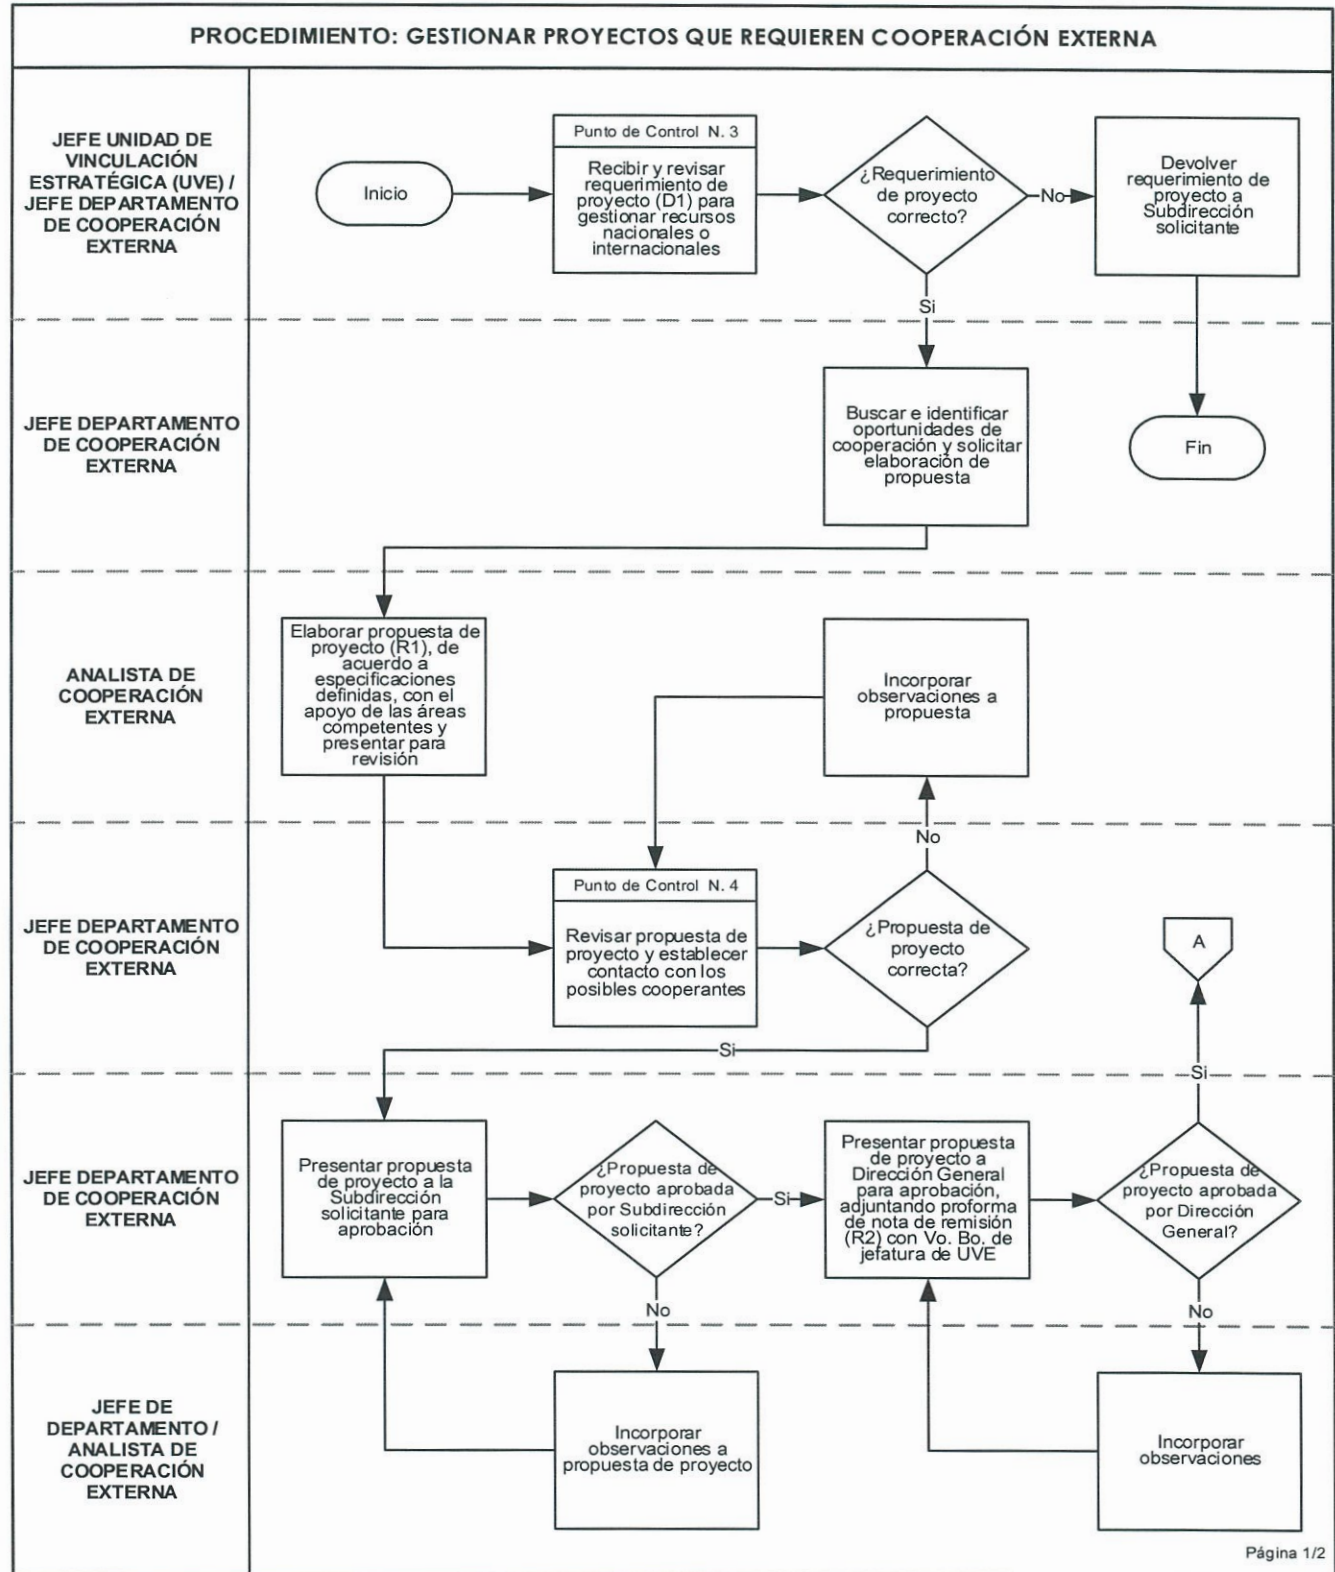 PROCEDIMIENTO: GESTIONAR PROYECTOS QUE REQUIEREN COOPERACIÓN EXTERNA
JEFE UNIDAD DE
VINCULACIÓN
ESTRATÉGICA (UVE) /
JEFE DEPARTAMENTO
DE COOPERACIÓN
EXTERNA
Inicio
Punto de Control N. 3
Recibir y revisar
requerimiento de
proyecto (D1) para
gestionar recursos
nacionales o
internacionales
¿Requerimiento
de proyecto
correcto?
No
Devolver
requerimiento de
proyecto a
Subdirección
solicitante
Si
JEFE DEPARTAMENTO
DE COOPERACIÓN
EXTERNA
Buscar e identificar
oportunidades de
cooperación y solicitar
elaboración de
propuesta
Fin
ANALISTA DE
COOPERACIÓN
EXTERNA
Elaborar propuesta de
proyecto (R1), de
acuerdo a
especificaciones
definidas, con el
apoyo de las áreas
competentes y
presentar para
revisión
Incorporar
observaciones a
propuesta
No
JEFE DEPARTAMENTO
DE COOPERACIÓN
EXTERNA
Punto de Control N. 4
Revisar propuesta de
proyecto y establecer
contacto con los
posibles cooperantes
¿Propuesta de
proyecto
correcta?
A
Si
Si
JEFE DEPARTAMENTO
DE COOPERACIÓN
EXTERNA
Presentar propuesta
de proyecto a la
Subdirección
solicitante para
aprobación
¿Propuesta de
proyecto aprobada
por Subdirección
solicitante?
Si
Presentar propuesta
de proyecto a
Dirección General
para aprobación,
adjuntando proforma
de nota de remisión
(R2) con Vo. Bo. de
jefatura de UVE
¿Propuesta de
proyecto aprobada
por Dirección
General?
No
No
JEFE DE
DEPARTAMENTO /
ANALISTA DE
COOPERACIÓN
EXTERNA
Incorporar
observaciones a
propuesta de proyecto
Incorporar
observaciones
Página 1/2